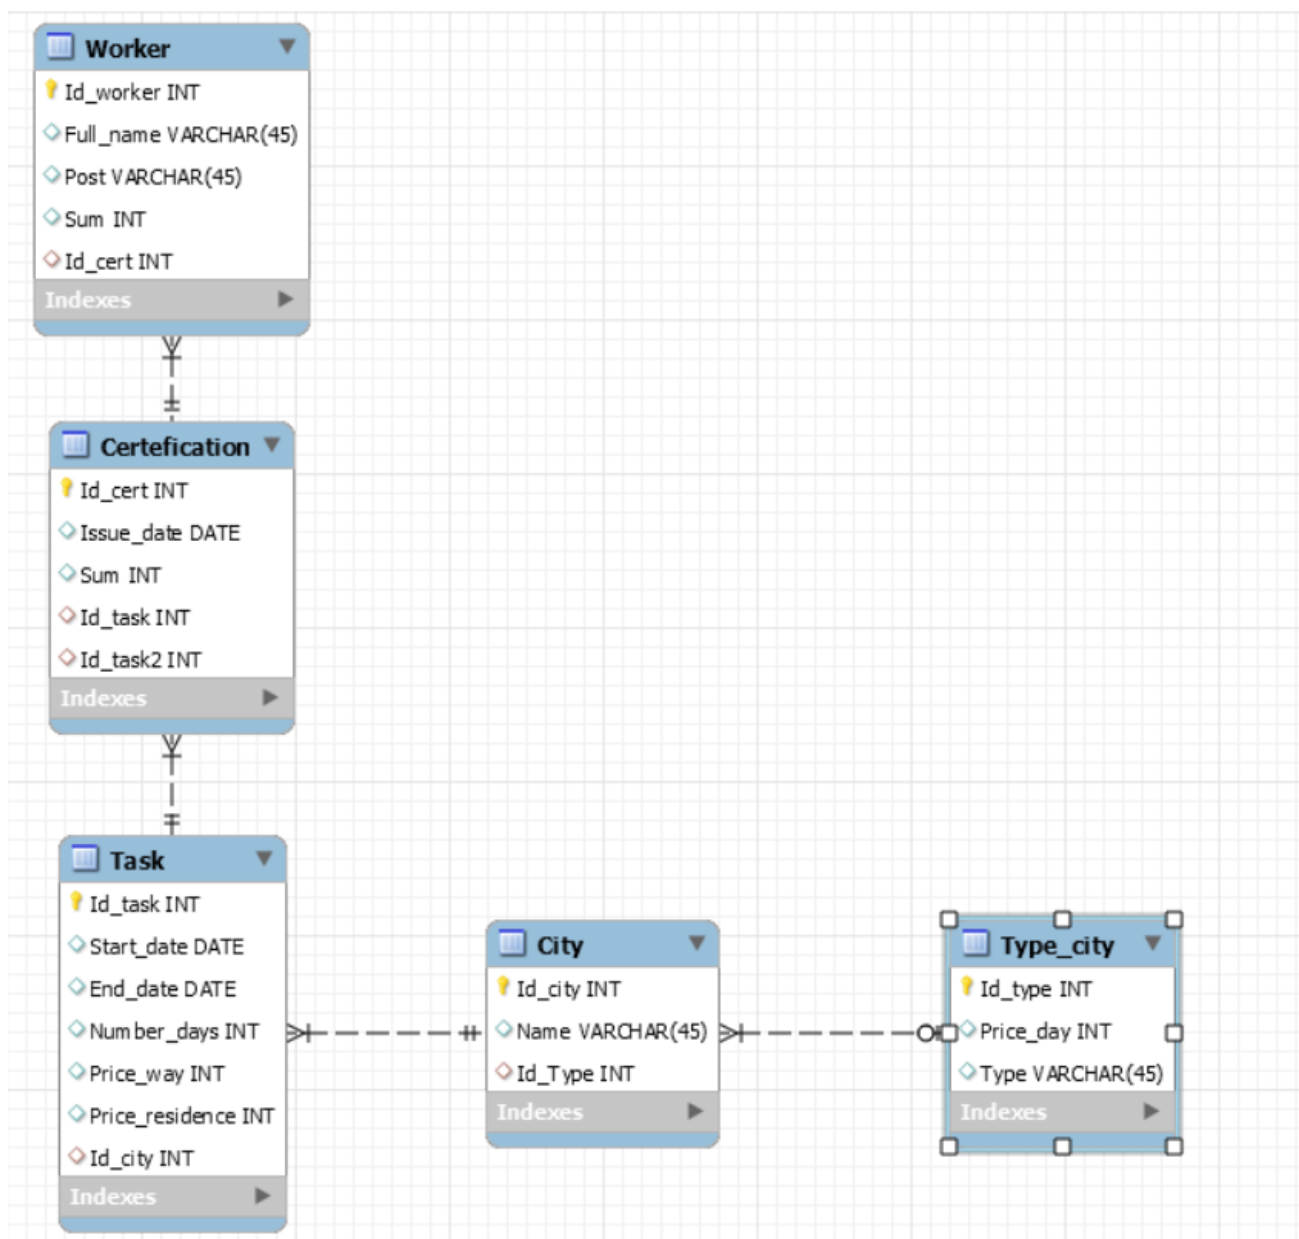 Worker
Id_worker INT
Full_name VARCHAR(45)
Post VARCHAR(45)
Sum INT
Id_cert INT
Indexes
Certefication
Id_cert INT
Issue_date DATE
Sum INT
Id_task INT
Id_task2 INT
Indexes
Task
Id_task INT
Start_date DATE
End_date DATE
Number_days INT
Price_way INT
Price_residence INT
Id_city INT
Indexes
City
Id_city INT
Name VARCHAR(45)
Id_Type INT
Indexes
Type_city
Id_type INT
Price_day INT
Type VARCHAR(45)
Indexes